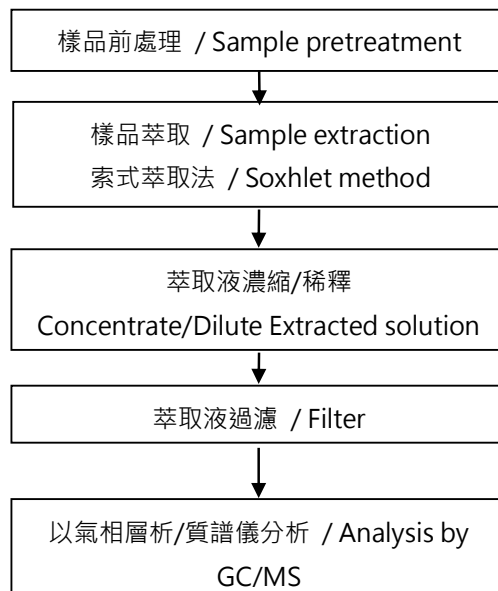 樣品前處理 / Sample pretreatment
樣品萃取 / Sample extraction
索式萃取法 / Soxhlet method
萃取液濃縮/稀釋
Concentrate/Dilute Extracted solution
萃取液過濾 / Filter
以氣相層析/質譜儀分析 / Analysis by
GC/MS